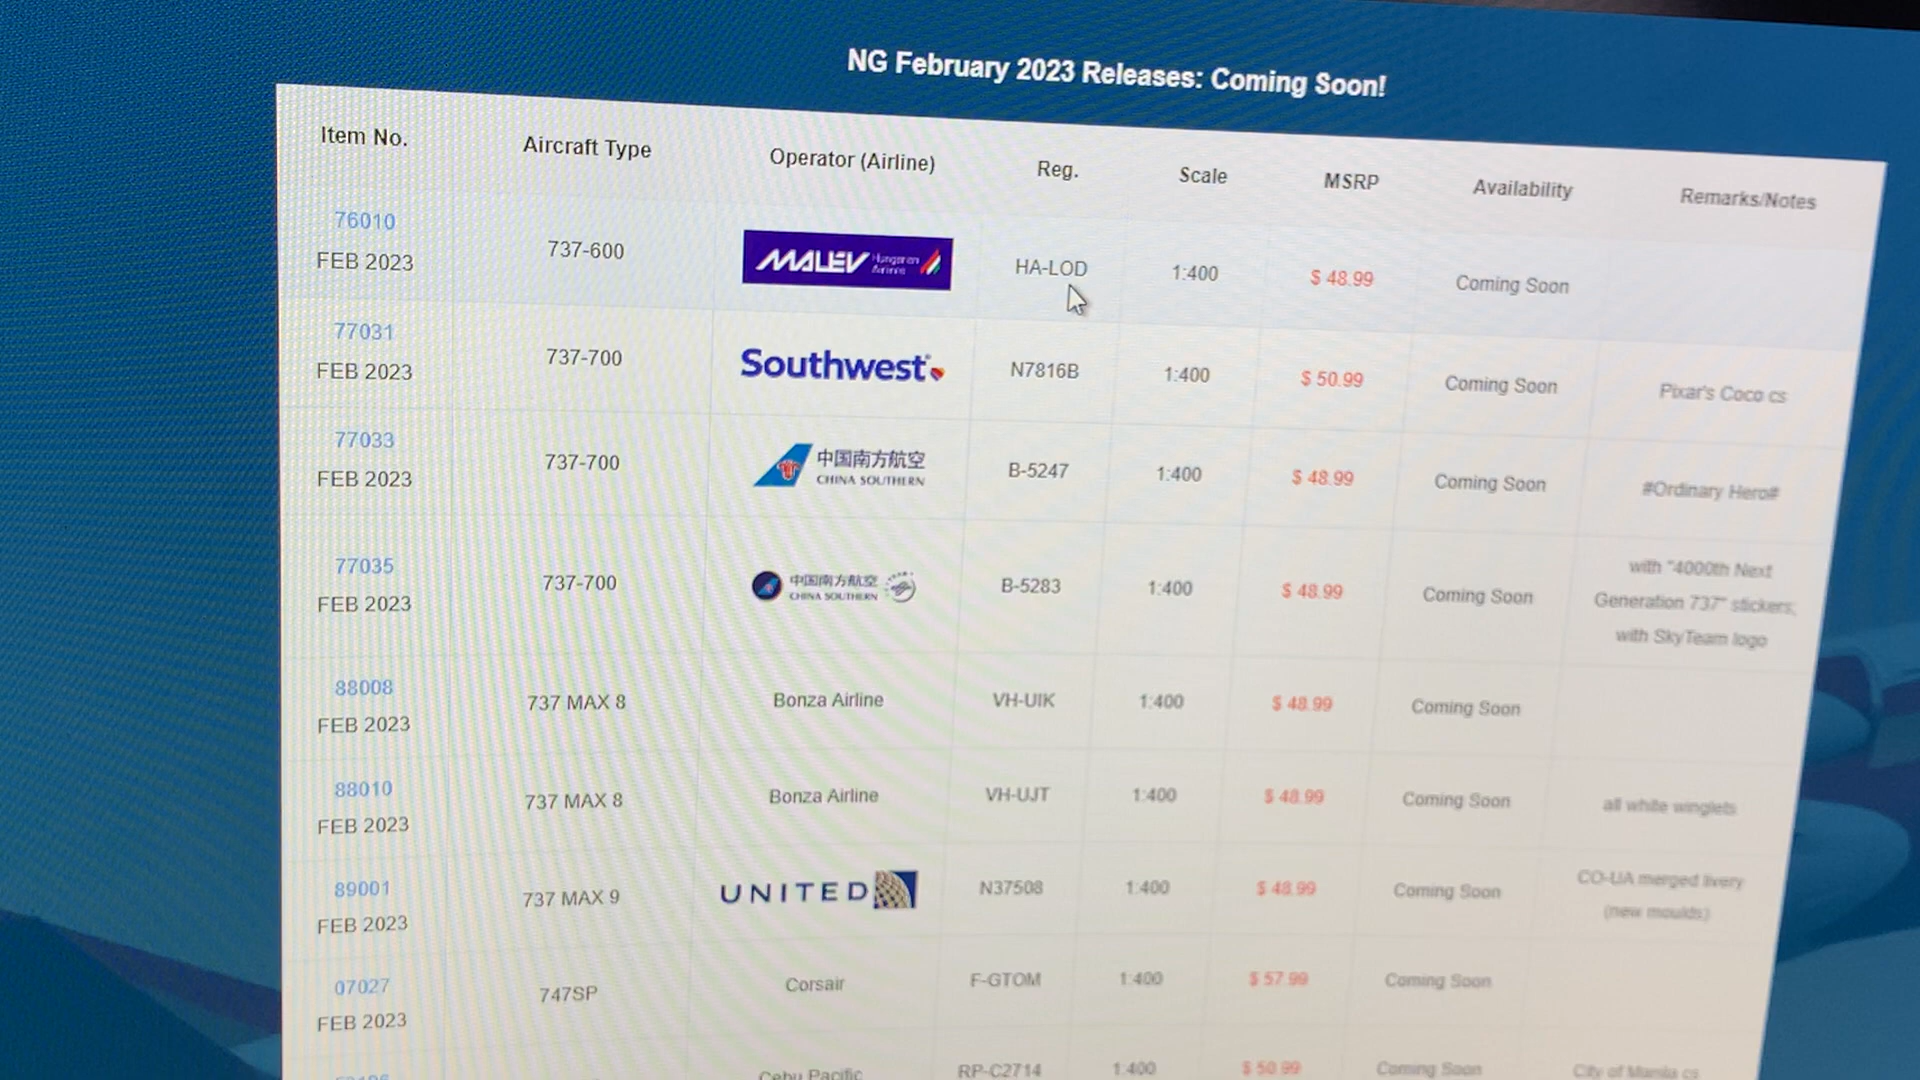 NG February 2023 Releases: Coming Soon!
Item No. Aircraft Type Operator (Airline) Reg. Scale MSRP Availability Remarks/Notes
76010
FEB 2023 737-600 MALEV Hungarian Airlines HA-LOD 1:400 $ 48.99 Coming Soon
77031
FEB 2023 737-700 Southwest N7816B 1:400 $ 50.99 Coming Soon Pixar's Coco cs
77033
FEB 2023 737-700 中国南方航空 CHINA SOUTHERN B-5247 1:400 $ 48.99 Coming Soon #Ordinary Hero#
77035
FEB 2023 737-700 中国南方航空 CHINA SOUTHERN B-5283 1:400 $ 48.99 Coming Soon with "4000th Next
Generation 737" stickers;
with SkyTeam logo
88008
FEB 2023 737 MAX 8 Bonza Airline VH-UIK 1:400 $ 48.99 Coming Soon
88010
FEB 2023 737 MAX 8 Bonza Airline VH-UJT 1:400 $ 48.99 Coming Soon all white winglets
89001
FEB 2023 737 MAX 9 UNITED N37508 1:400 $ 48.99 Coming Soon CO-UA merged livery
(new moulds)
07027
FEB 2023 747SP Corsair F-GTOM 1:400 $ 57.99 Coming Soon
Cebu Pacific RP-C2714 1:400 $ 50.99 Coming Soon City of Manila cs